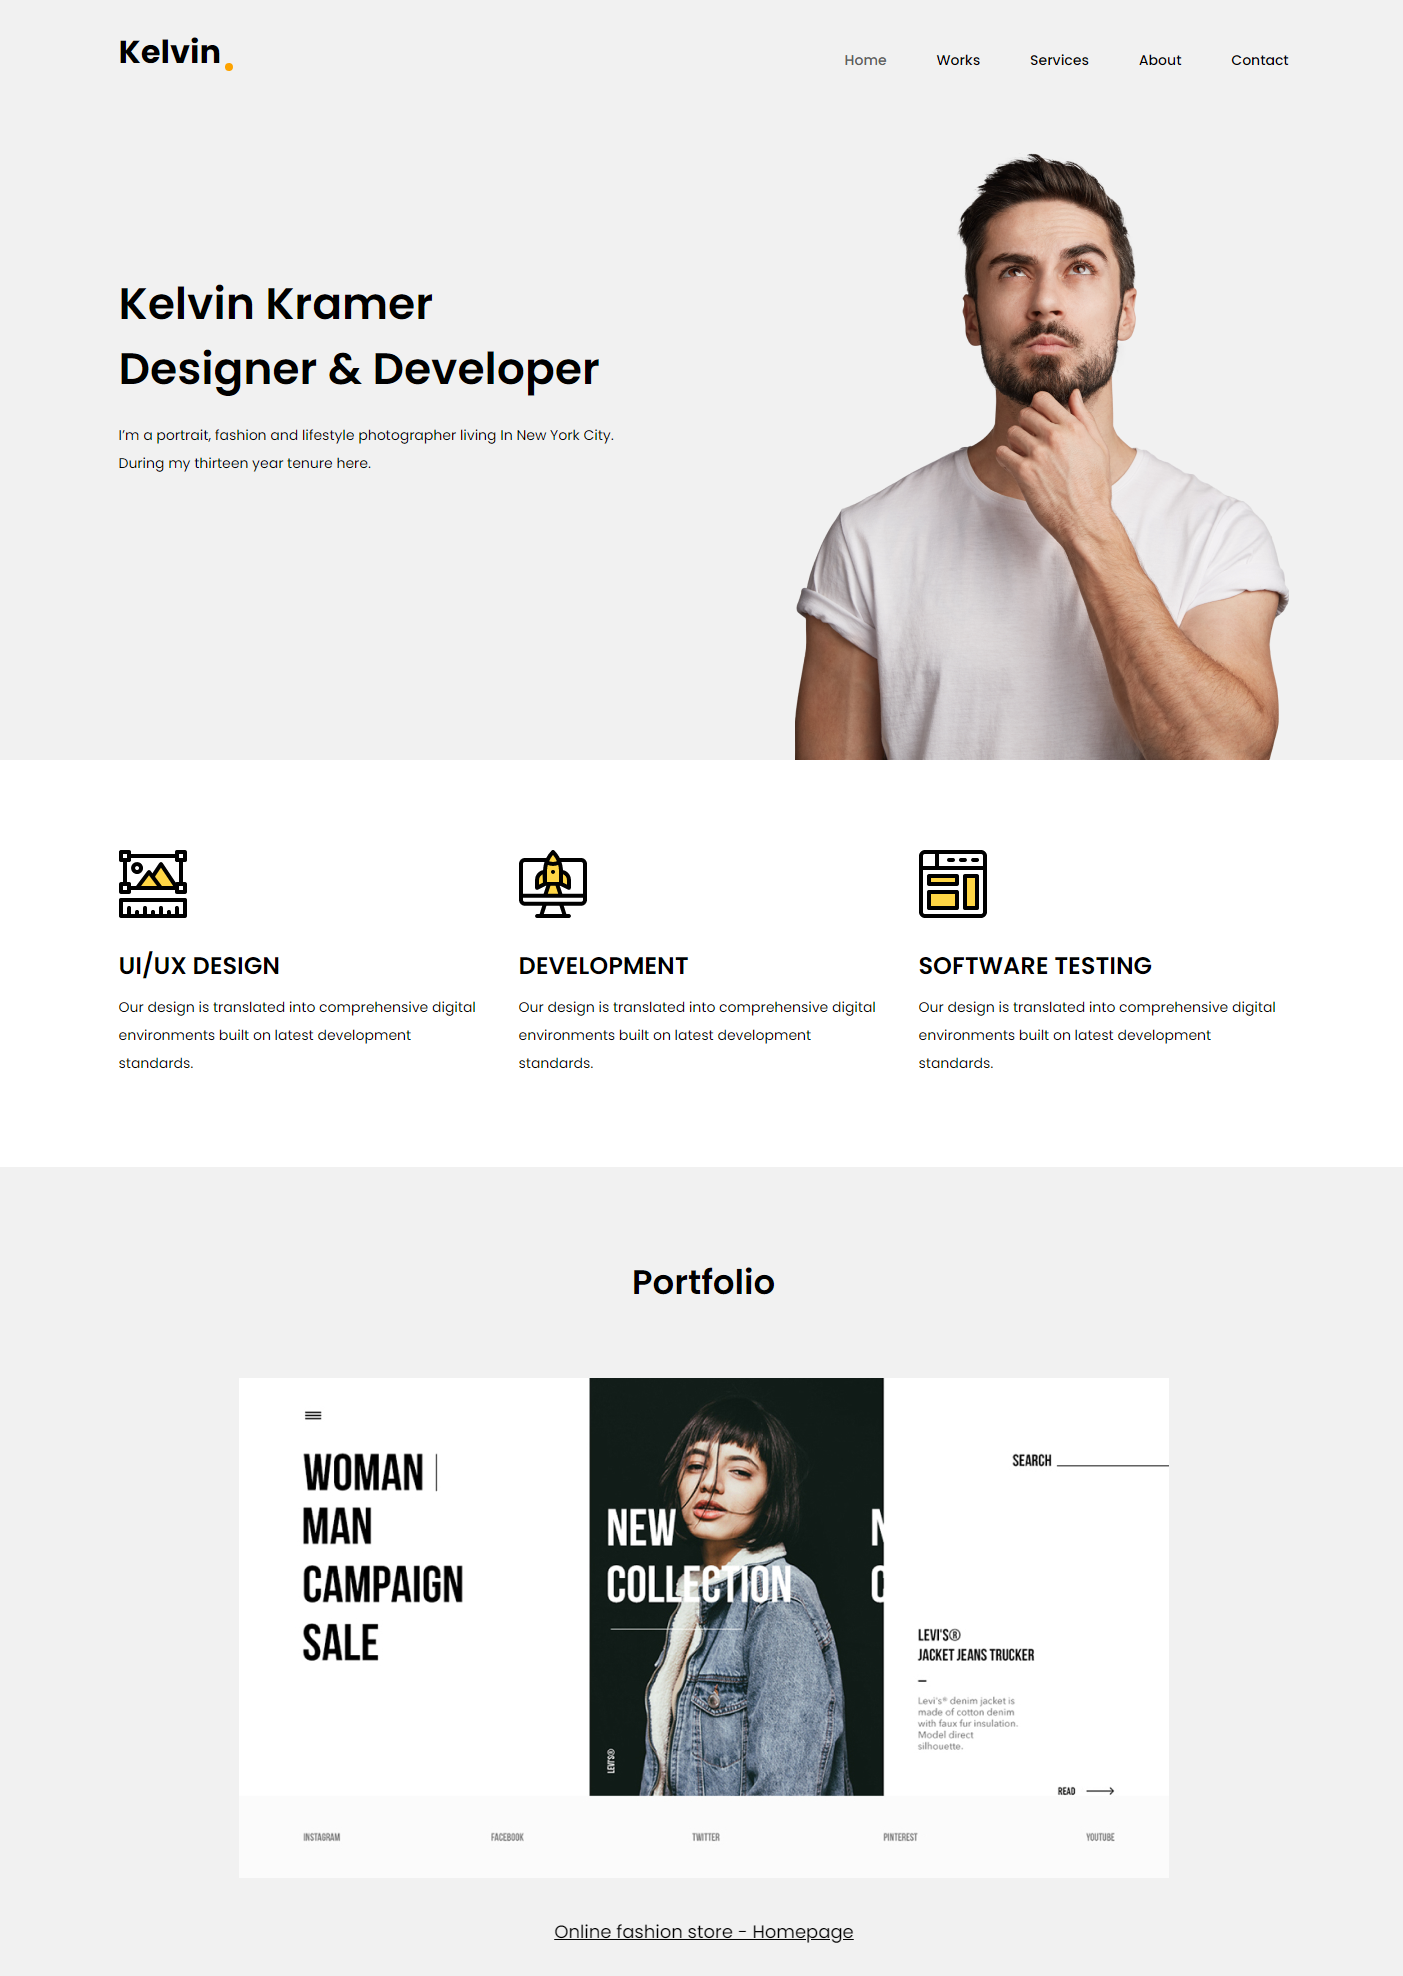 Kelvin.
Home Works Services About Contact
Kelvin Kramer
Designer & Developer
I'm a portrait, fashion and lifestyle photographer living In New York City.
During my thirteen year tenure here.
UI/UX DESIGN
Our design is translated into comprehensive digital
environments built on latest development
standards.
DEVELOPMENT
Our design is translated into comprehensive digital
environments built on latest development
standards.
SOFTWARE TESTING
Our design is translated into comprehensive digital
environments built on latest development
standards.
Portfolio
WOMAN |
MAN
CAMPAIGN
SALE
NEW
COLLECTION
N
C
LEVI'S®
SEARCH
LEVI'S®
JACKET JEANS TRUCKER
Levi's® denim jacket is
made of cotton denim
with faux fur insulation.
Model direct
silhouette.
READ
INSTAGRAM FACEBOOK TWITTER PINTEREST YOUTUBE
Online fashion store - Homepage